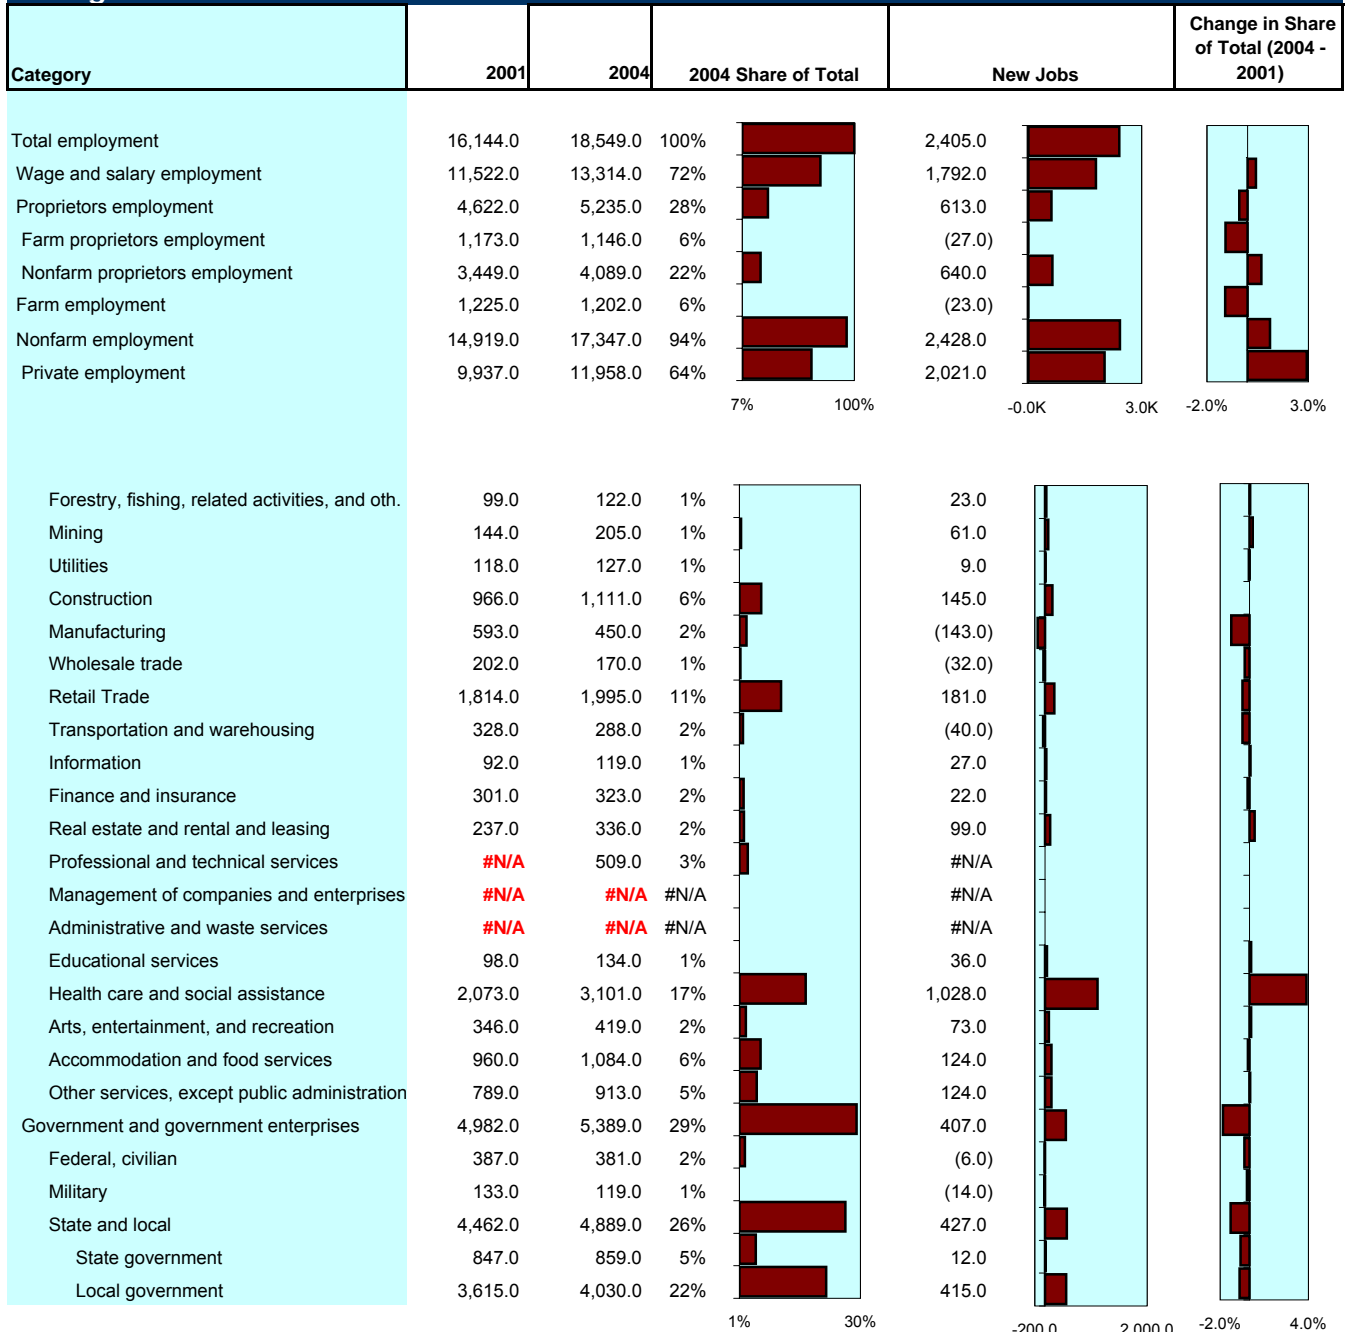 Category 2001 2004 2004 Share of Total New Jobs Change in Share of Total (2004 - 2001)
Total employment 16,144.0 18,549.0 100% 2,405.0
Wage and salary employment 11,522.0 13,314.0 72% 1,792.0
Proprietors employment 4,622.0 5,235.0 28% 613.0
Farm proprietors employment 1,173.0 1,146.0 6% (27.0)
Nonfarm proprietors employment 3,449.0 4,089.0 22% 640.0
Farm employment 1,225.0 1,202.0 6% (23.0)
Nonfarm employment 14,919.0 17,347.0 94% 2,428.0
Private employment 9,937.0 11,958.0 64% 2,021.0
7% 100% -0.0K 3.0K -2.0% 3.0%
Forestry, fishing, related activities, and oth. 99.0 122.0 1% 23.0
Mining 144.0 205.0 1% 61.0
Utilities 118.0 127.0 1% 9.0
Construction 966.0 1,111.0 6% 145.0
Manufacturing 593.0 450.0 2% (143.0)
Wholesale trade 202.0 170.0 1% (32.0)
Retail Trade 1,814.0 1,995.0 11% 181.0
Transportation and warehousing 328.0 288.0 2% (40.0)
Information 92.0 119.0 1% 27.0
Finance and insurance 301.0 323.0 2% 22.0
Real estate and rental and leasing 237.0 336.0 2% 99.0
Professional and technical services #N/A 509.0 3% #N/A
Management of companies and enterprises #N/A #N/A #N/A #N/A
Administrative and waste services #N/A #N/A #N/A #N/A
Educational services 98.0 134.0 1% 36.0
Health care and social assistance 2,073.0 3,101.0 17% 1,028.0
Arts, entertainment, and recreation 346.0 419.0 2% 73.0
Accommodation and food services 960.0 1,084.0 6% 124.0
Other services, except public administration 789.0 913.0 5% 124.0
Government and government enterprises 4,982.0 5,389.0 29% 407.0
Federal, civilian 387.0 381.0 2% (6.0)
Military 133.0 119.0 1% (14.0)
State and local 4,462.0 4,889.0 26% 427.0
State government 847.0 859.0 5% 12.0
Local government 3,615.0 4,030.0 22% 415.0
1% 30% -200.0 2,000.0 -2.0% 4.0%